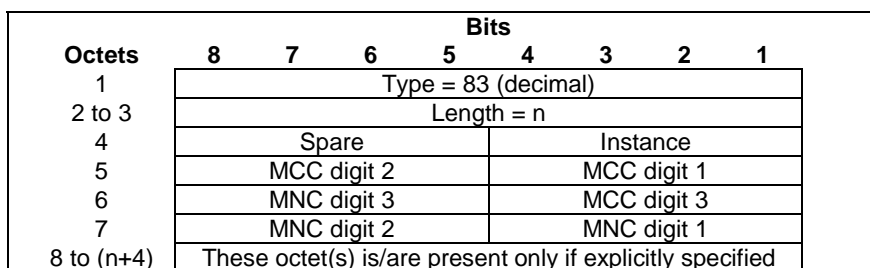 Bits
Octets 8 7 6 5 4 3 2 1
1 Type = 83 (decimal)
2 to 3 Length = n
4 Spare Instance
5 MCC digit 2 MCC digit 1
6 MNC digit 3 MCC digit 3
7 MNC digit 2 MNC digit 1
8 to (n+4) These octet(s) is/are present only if explicitly specified